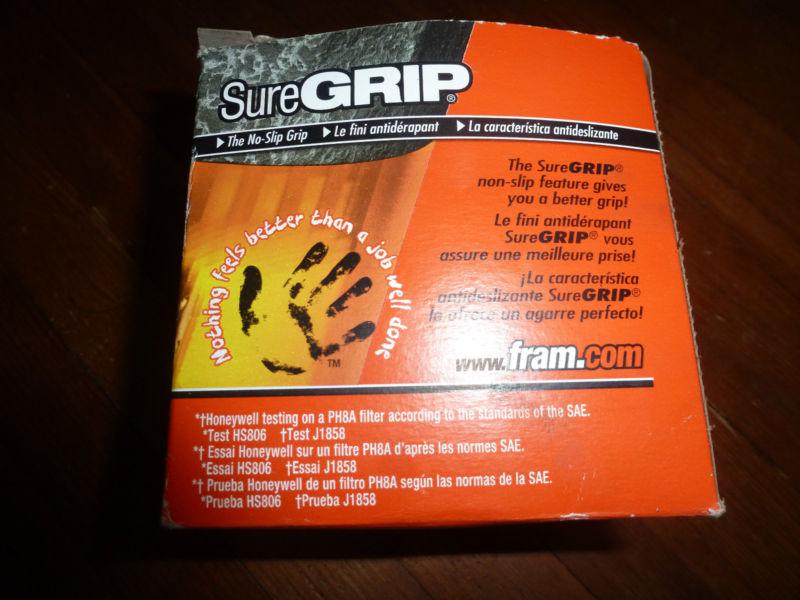 SureGRIP®
The No-Slip Grip Le fini antidérapant La característica antideslizante
The SureGRIP®
non-slip feature gives
you a better grip!
Le fini antidérapant
SureGRIP® vous
assure une meilleure prise!
¡La característica
antideslizante SureGRIP®
le ofrece un agarre perfecto!
Nothing feels better than a job well done
TM
www.fram.com
*†Honeywell testing on a PH8A filter according to the standards of the SAE.
*Test HS806 †Test J1858
*† Essai Honeywell sur un filtre PH8A d'après les normes SAE.
*Essai HS806 †Essai J1858
*† Prueba Honeywell de un filtro PH8A según las normas de la SAE.
*Prueba HS806 †Prueba J1858